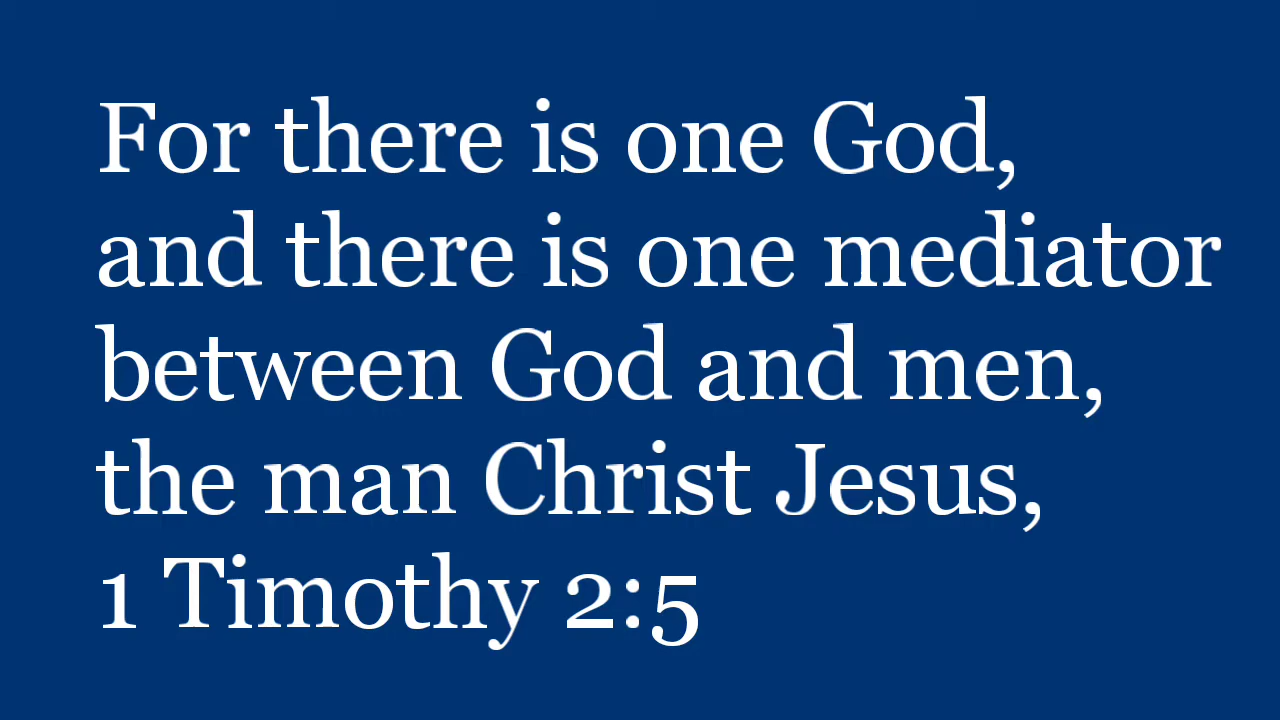 For there is one God,
and there is one mediator
between God and men,
the man Christ Jesus,
1 Timothy 2:5